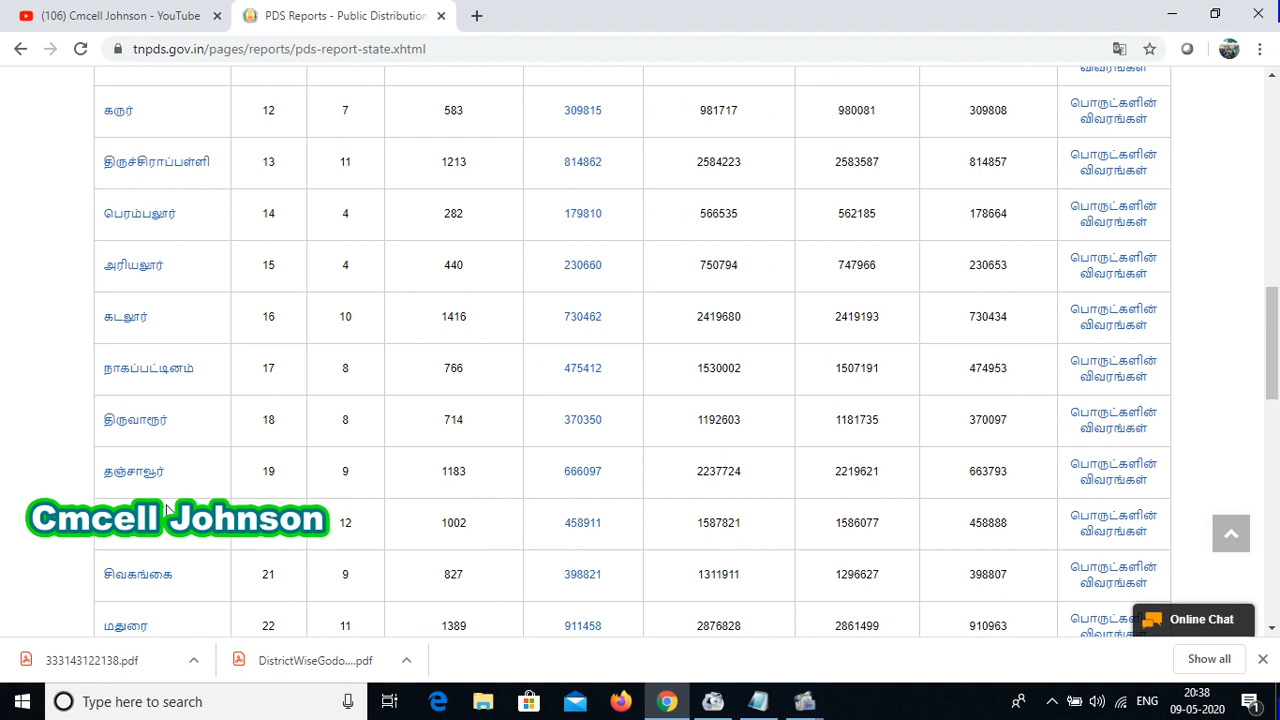 (106) Cmcell Johnson - YouTube
PDS Reports - Public Distribution
tnpds.gov.in/pages/reports/pds-report-state.xhtml
விவரங்கள்
கரூர் 12 7 583 309815 981717 980081 309808 பொருட்களின் விவரங்கள்
திருச்சிராப்பள்ளி 13 11 1213 814862 2584223 2583587 814857 பொருட்களின் விவரங்கள்
பெரம்பலூர் 14 4 282 179810 566535 562185 178664 பொருட்களின் விவரங்கள்
அரியலூர் 15 4 440 230660 750794 747966 230653 பொருட்களின் விவரங்கள்
கடலூர் 16 10 1416 730462 2419680 2419193 730434 பொருட்களின் விவரங்கள்
நாகப்பட்டினம் 17 8 766 475412 1530002 1507191 474953 பொருட்களின் விவரங்கள்
திருவாரூர் 18 8 714 370350 1192603 1181735 370097 பொருட்களின் விவரங்கள்
தஞ்சாவூர் 19 9 1183 666097 2237724 2219621 663793 பொருட்களின் விவரங்கள்
Cmcell Johnson 12 1002 458911 1587821 1586077 458888 பொருட்களின் விவரங்கள்
சிவகங்கை 21 9 827 398821 1311911 1296627 398807 பொருட்களின் விவரங்கள்
மதுரை 22 11 1389 911458 2876828 2861499 910963 பொருட்களின்
Online Chat
333143122138.pdf
DistrictWiseGodo....pdf
Show all
Type here to search
ENG
20:38
09-05-2020